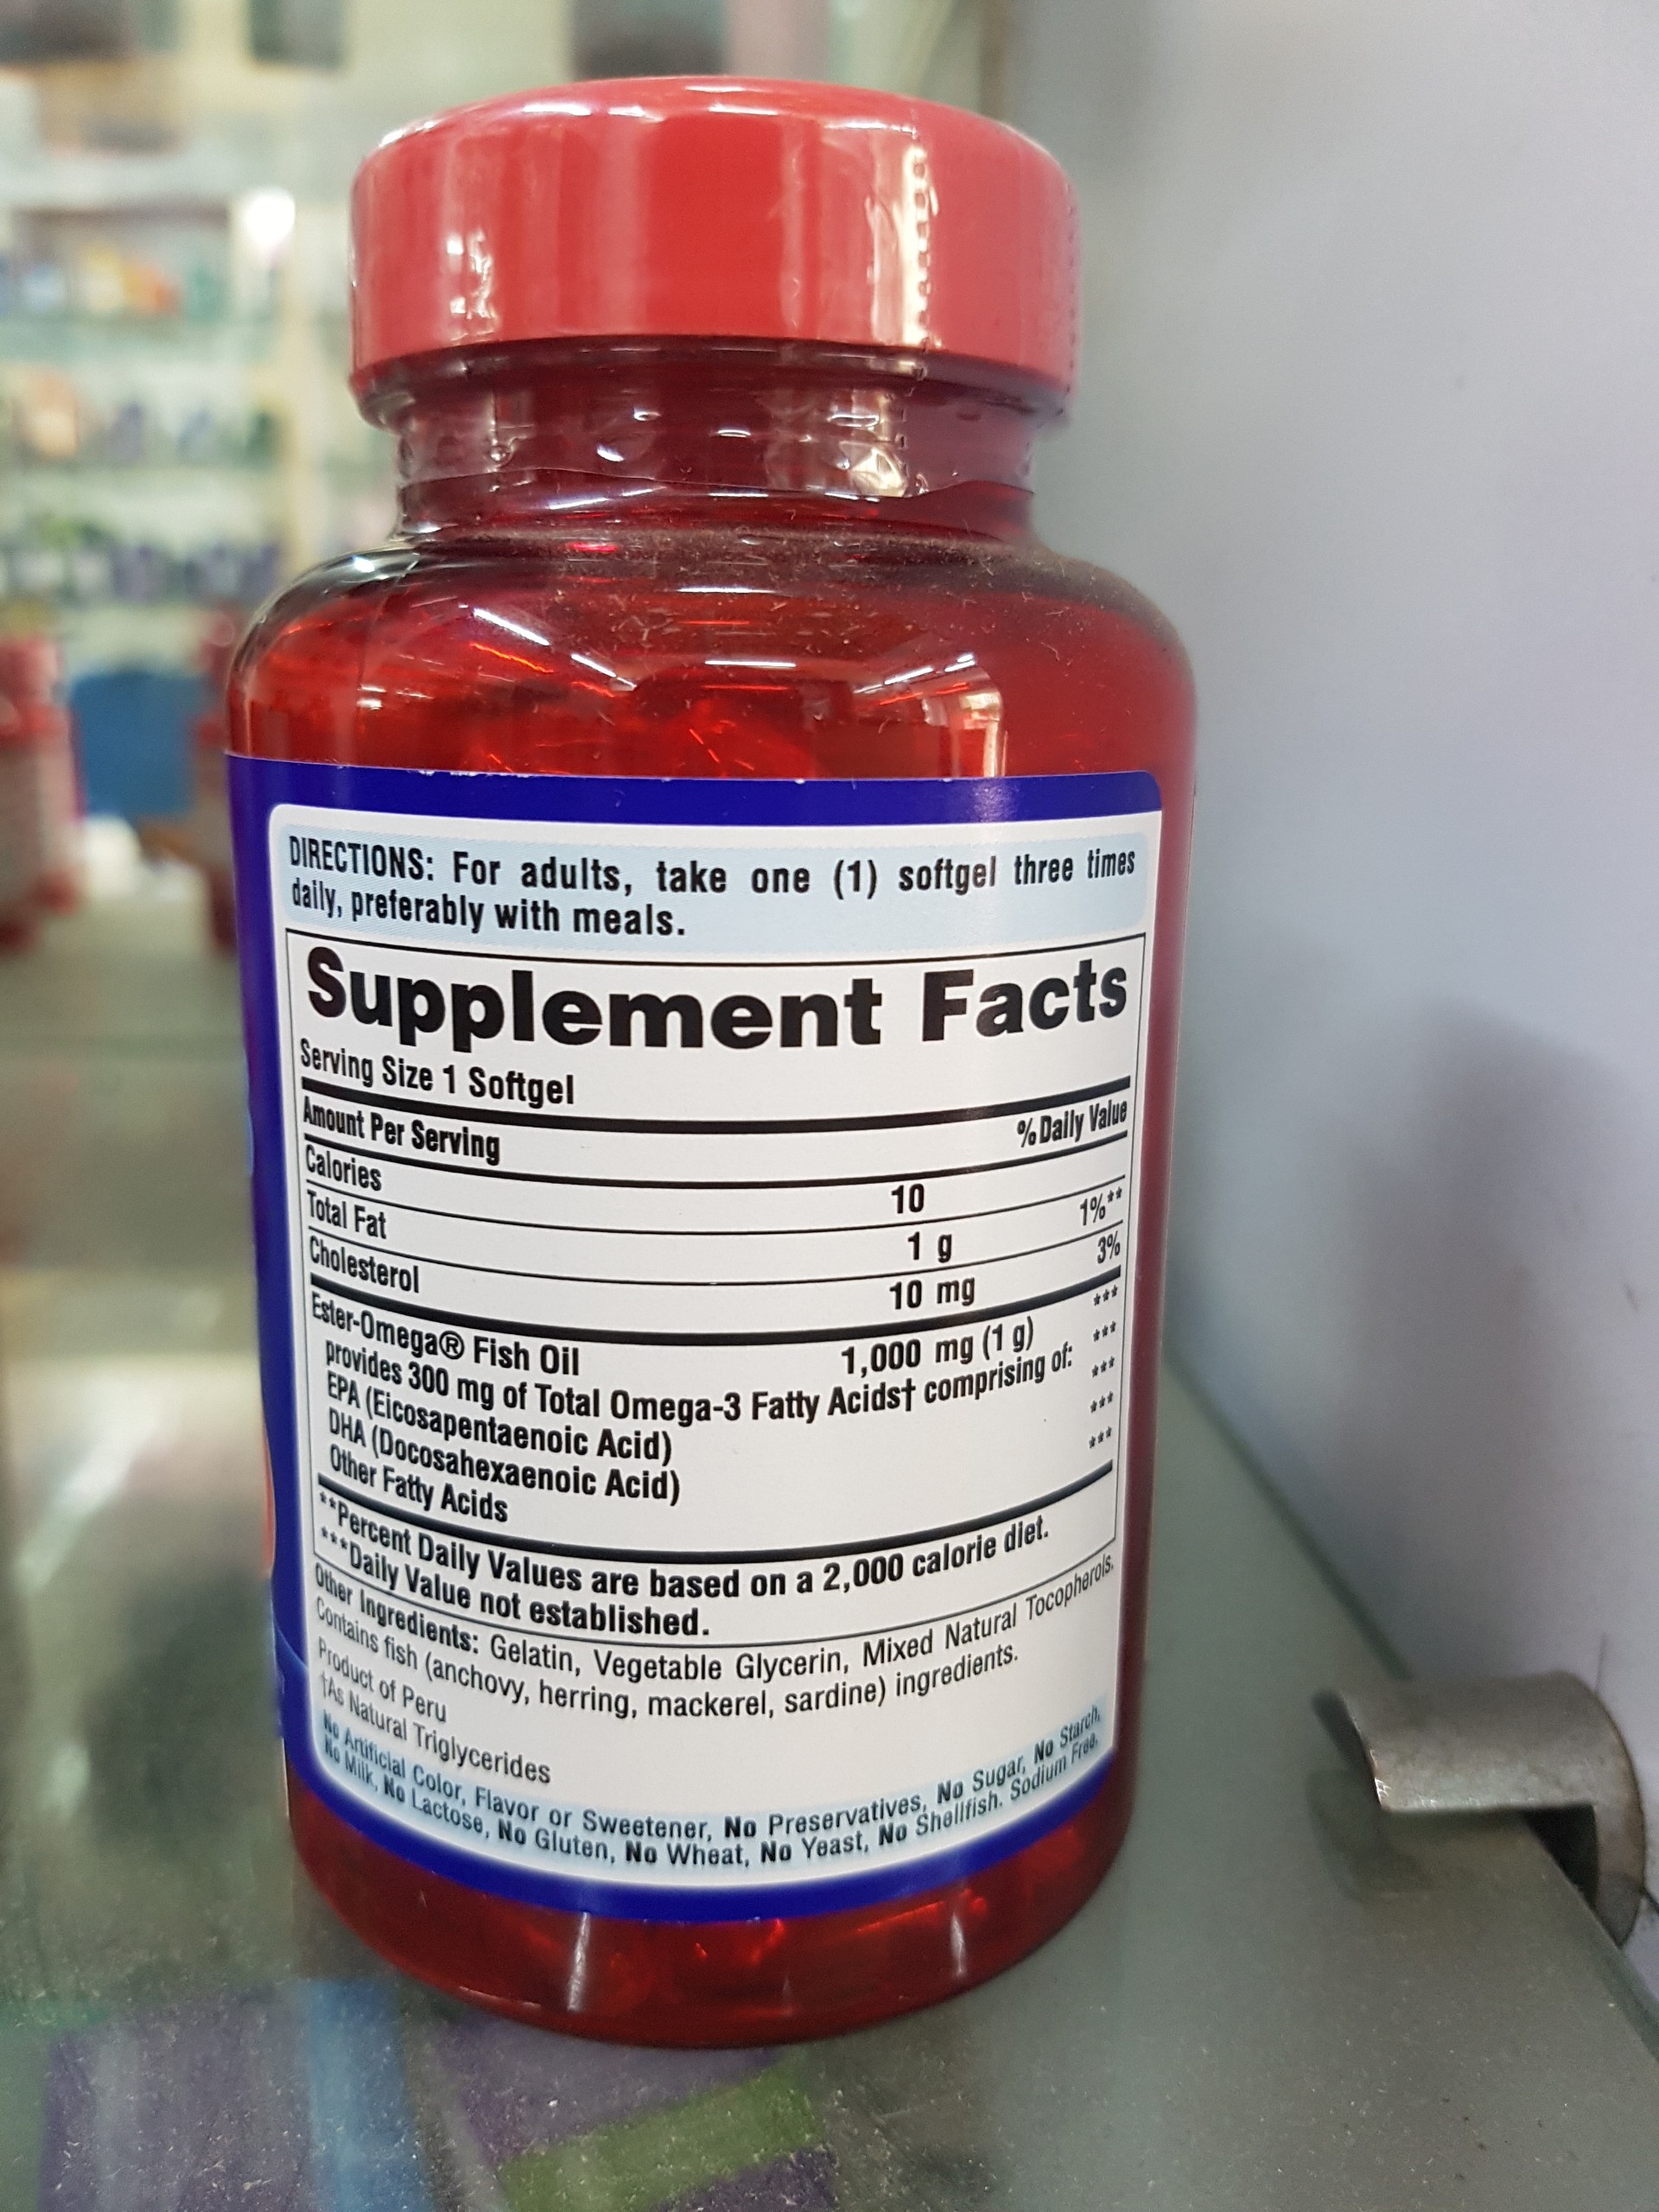 DIRECTIONS: For adults, take one (1) softgel three times
daily, preferably with meals.
Supplement Facts
Serving Size 1 Softgel
Amount Per Serving % Daily Value
Calories 10
Total Fat 1 g 1%**
Cholesterol 10 mg 3%
Ester-Omega® Fish Oil 1,000 mg (1 g) ***
provides 300 mg of Total Omega-3 Fatty Acids† comprising of: ***
EPA (Eicosapentaenoic Acid) ***
DHA (Docosahexaenoic Acid) ***
Other Fatty Acids ***
**Percent Daily Values are based on a 2,000 calorie diet.
***Daily Value not established.
Other Ingredients: Gelatin, Vegetable Glycerin, Mixed Natural Tocopherols.
Contains fish (anchovy, herring, mackerel, sardine) ingredients.
Product of Peru
†As Natural Triglycerides
No Artificial Color, Flavor or Sweetener, No Preservatives, No Sugar, No Starch,
No Milk, No Lactose, No Gluten, No Wheat, No Yeast, No Shellfish. Sodium Free.